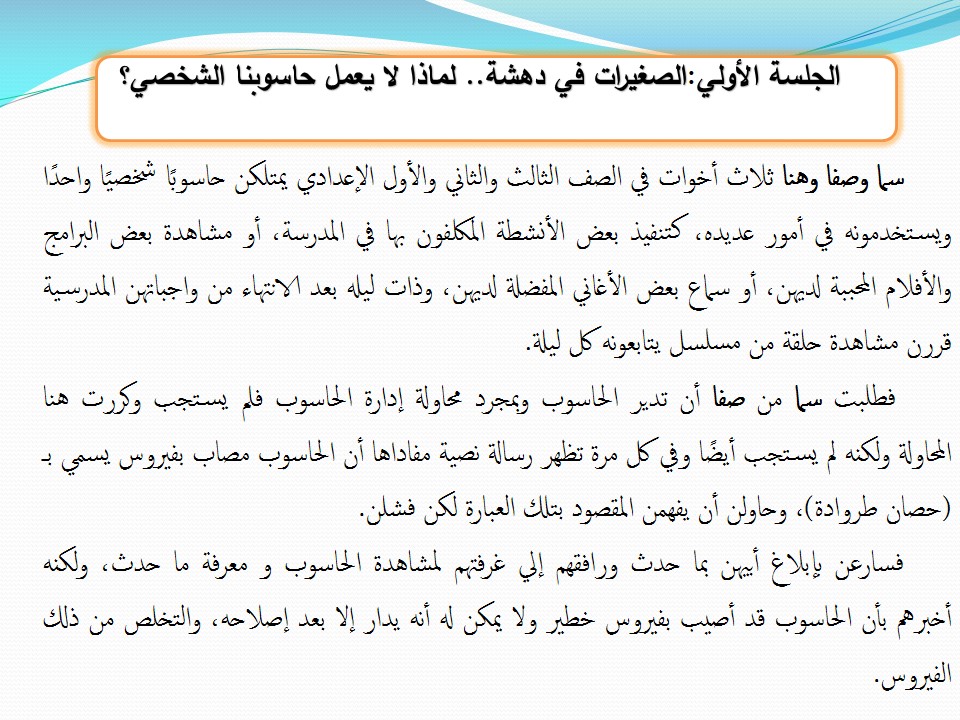 الجلسة الأولي:الصغيرات في دهشة.. لماذا لا يعمل حاسوبنا الشخصي؟
سما وصفا وهنا ثلاث أخوات في الصف الثالث والثاني والأول الإعدادي يمتلكن حاسوبًا شخصيًا واحدًا
ويستخدمونه في أمور عديده، كتنفيذ بعض الأنشطة المكلفون بها في المدرسة، أو مشاهدة بعض البرامج
والأفلام المحببة لديهن، أو سماع بعض الأغاني المفضلة لديهن، وذات ليله بعد الانتهاء من واجباتهن المدرسية
قررن مشاهدة حلقة من مسلسل يتابعونه كل ليلة.
فطلبت سما من صفا أن تدير الحاسوب وبمجرد محاولة إدارة الحاسوب فلم يستجب وكررت هنا
المحاولة ولكنه لم يستجب أيضًا وفي كل مرة تظهر رسالة نصية مفاداها أن الحاسوب مصاب بفيروس يسمي بـ
(حصان طروادة)، وحاولن أن يفهمن المقصود بتلك العبارة لكن فشلن.
فسارعن بإبلاغ أبيهن بما حدث ورافقهم إلي غرفتهم لمشاهدة الحاسوب و معرفة ما حدث، ولكنه
أخبرهم بأن الحاسوب قد أصيب بفيروس خطير ولا يمكن له أنه يدار إلا بعد إصلاحه، والتخلص من ذلك
الفيروس.